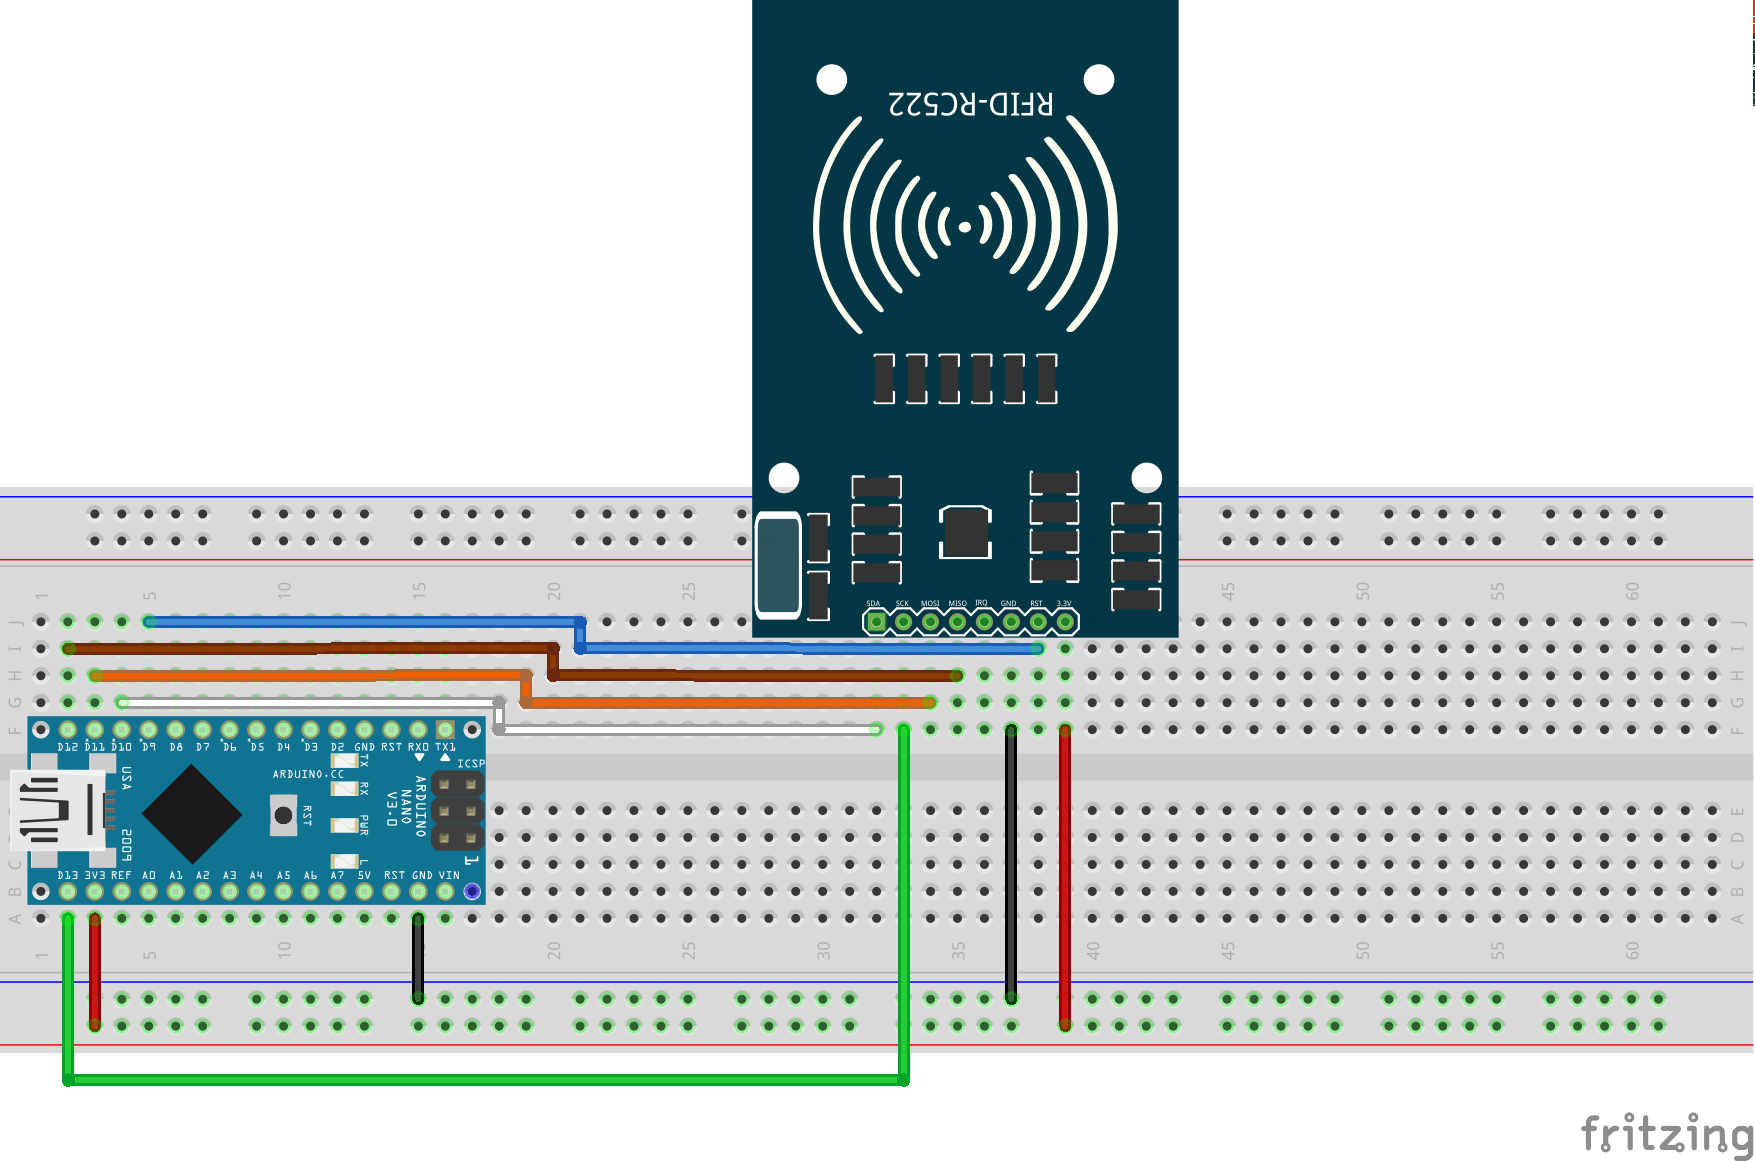 RFID-RC522
SDA SCK MOSI MISO IRQ GND RST 3.3V
1 5 10 15 20 25 45 50 55 60
J J
I I
H H
G G
F F
D12 D11 D10 D9 D8 D7 D6 D5 D4 D3 D2 GND RST RX0 TX1
USA
2009
ARDUINO.CC
RST
TX
RX
PWR
L
ARDUINO
NANO
V3.0
ICSP
1
D13 3V3 REF A0 A1 A2 A3 A4 A5 A6 A7 5V RST GND VIN
E
D
C C
B B
A A
1 5 10 20 25 30 35 40 45 50 55 60
fritzing